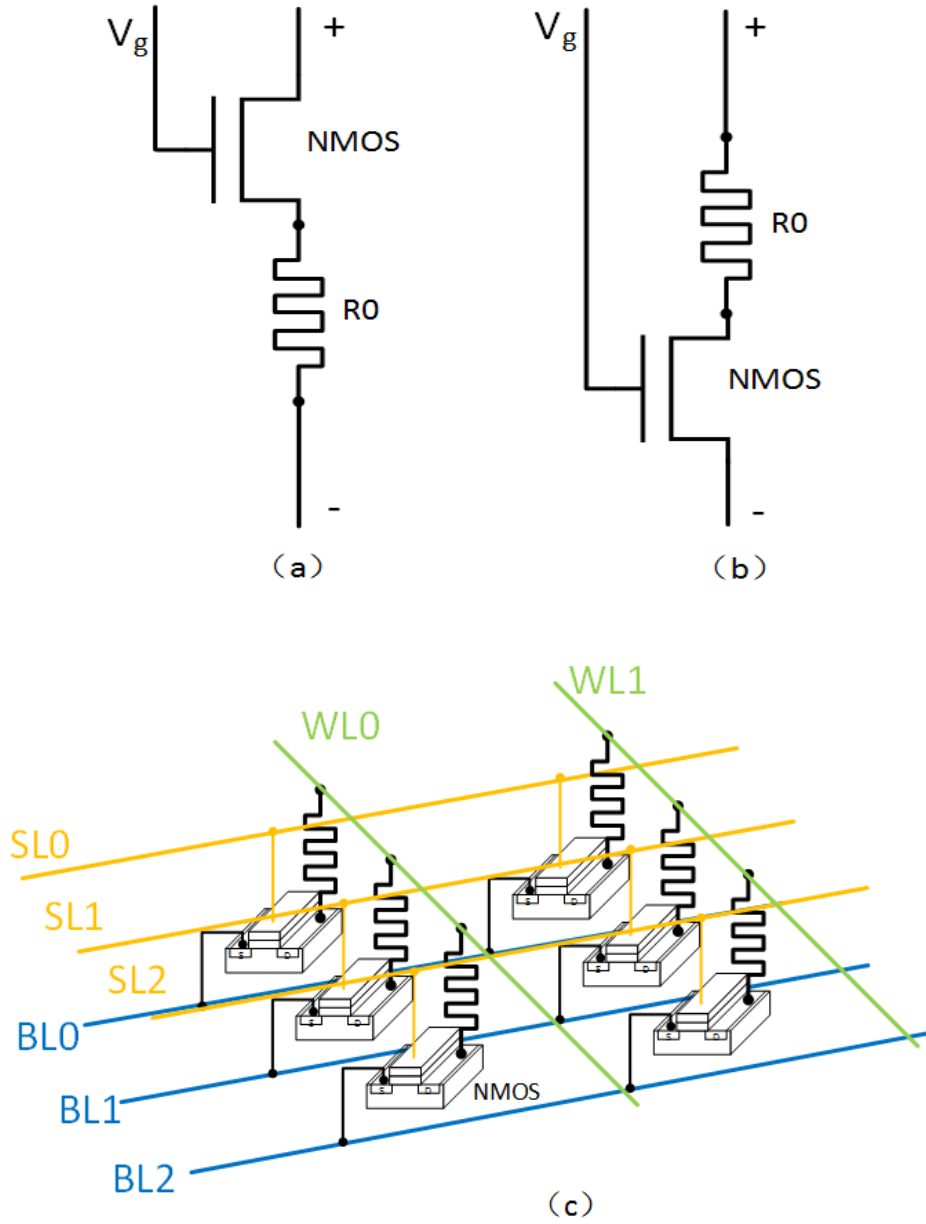 Vg + Vg +
NMOS
R0
R0
NMOS
- -
（a） （b）
WL1
WL0
SL0
SL1
SL2
S D S D
S D S D
S D S D
BL0
NMOS
BL1
BL2
（c）